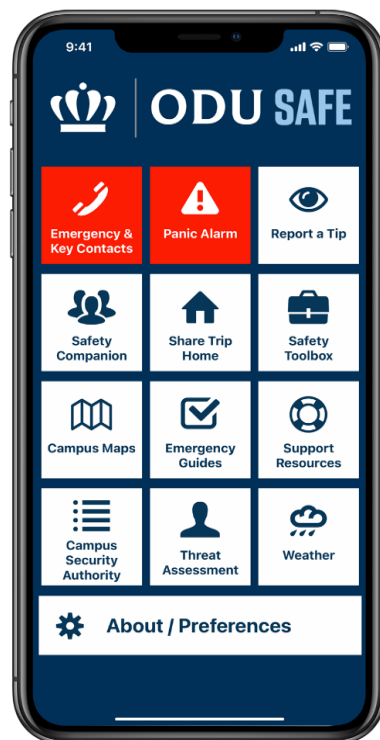 9:41
ODU SAFE
Emergency &
Key Contacts
Panic Alarm
Report a Tip
Safety
Companion
Share Trip
Home
Safety
Toolbox
Campus Maps
Emergency
Guides
Support
Resources
Campus
Security
Authority
Threat
Assessment
Weather
About / Preferences